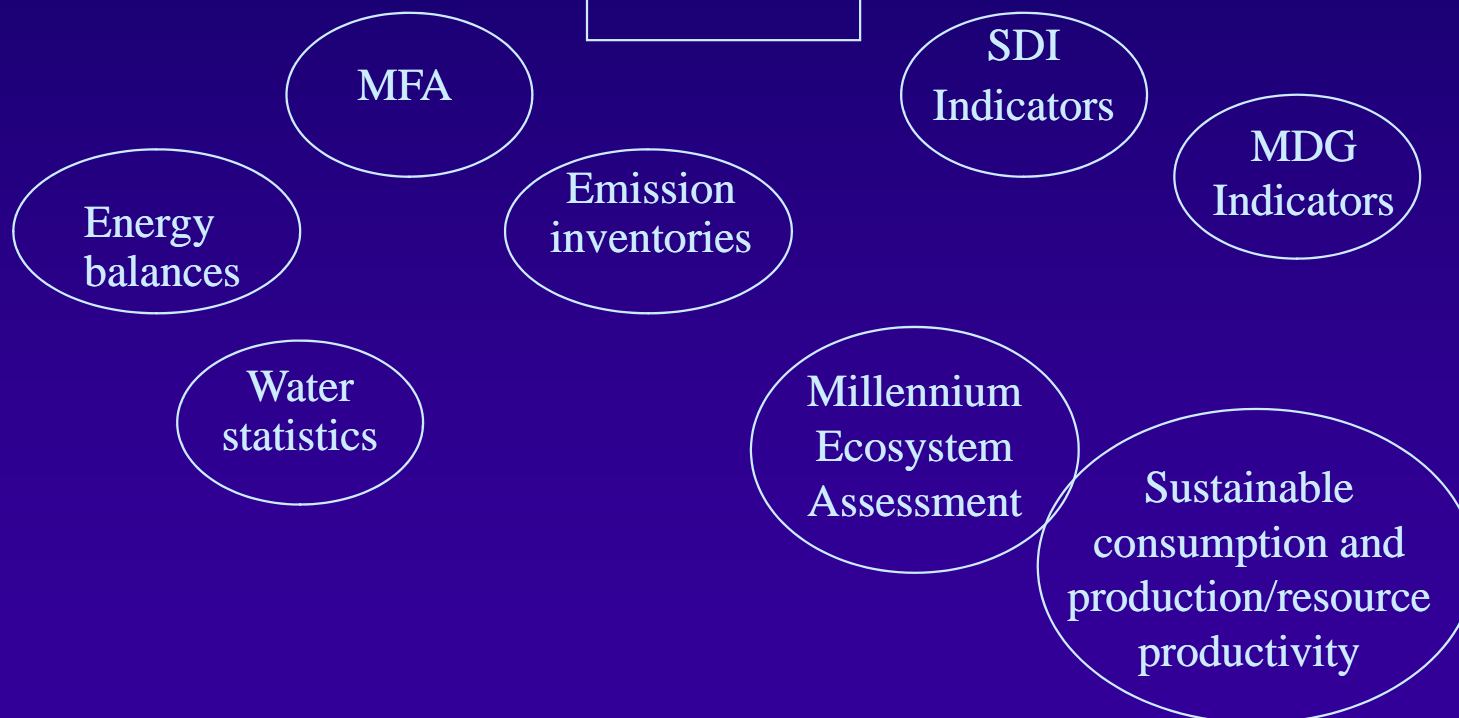 MFA
SDI
Indicators
MDG
Indicators
Emission
inventories
Energy
balances
Water
statistics
Millennium
Ecosystem
Assessment
Sustainable
consumption and
production/resource
productivity